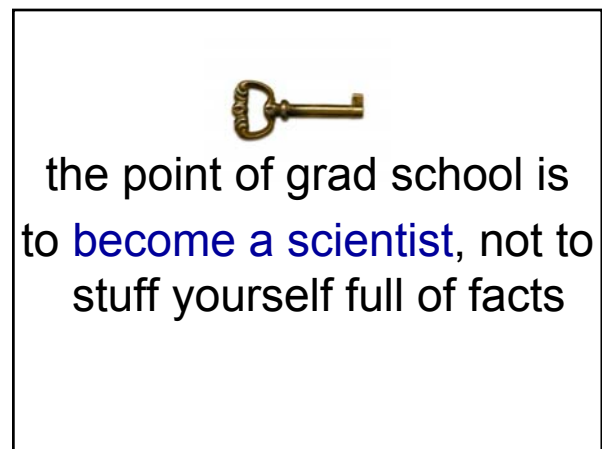 the point of grad school is
to become a scientist, not to
stuff yourself full of facts